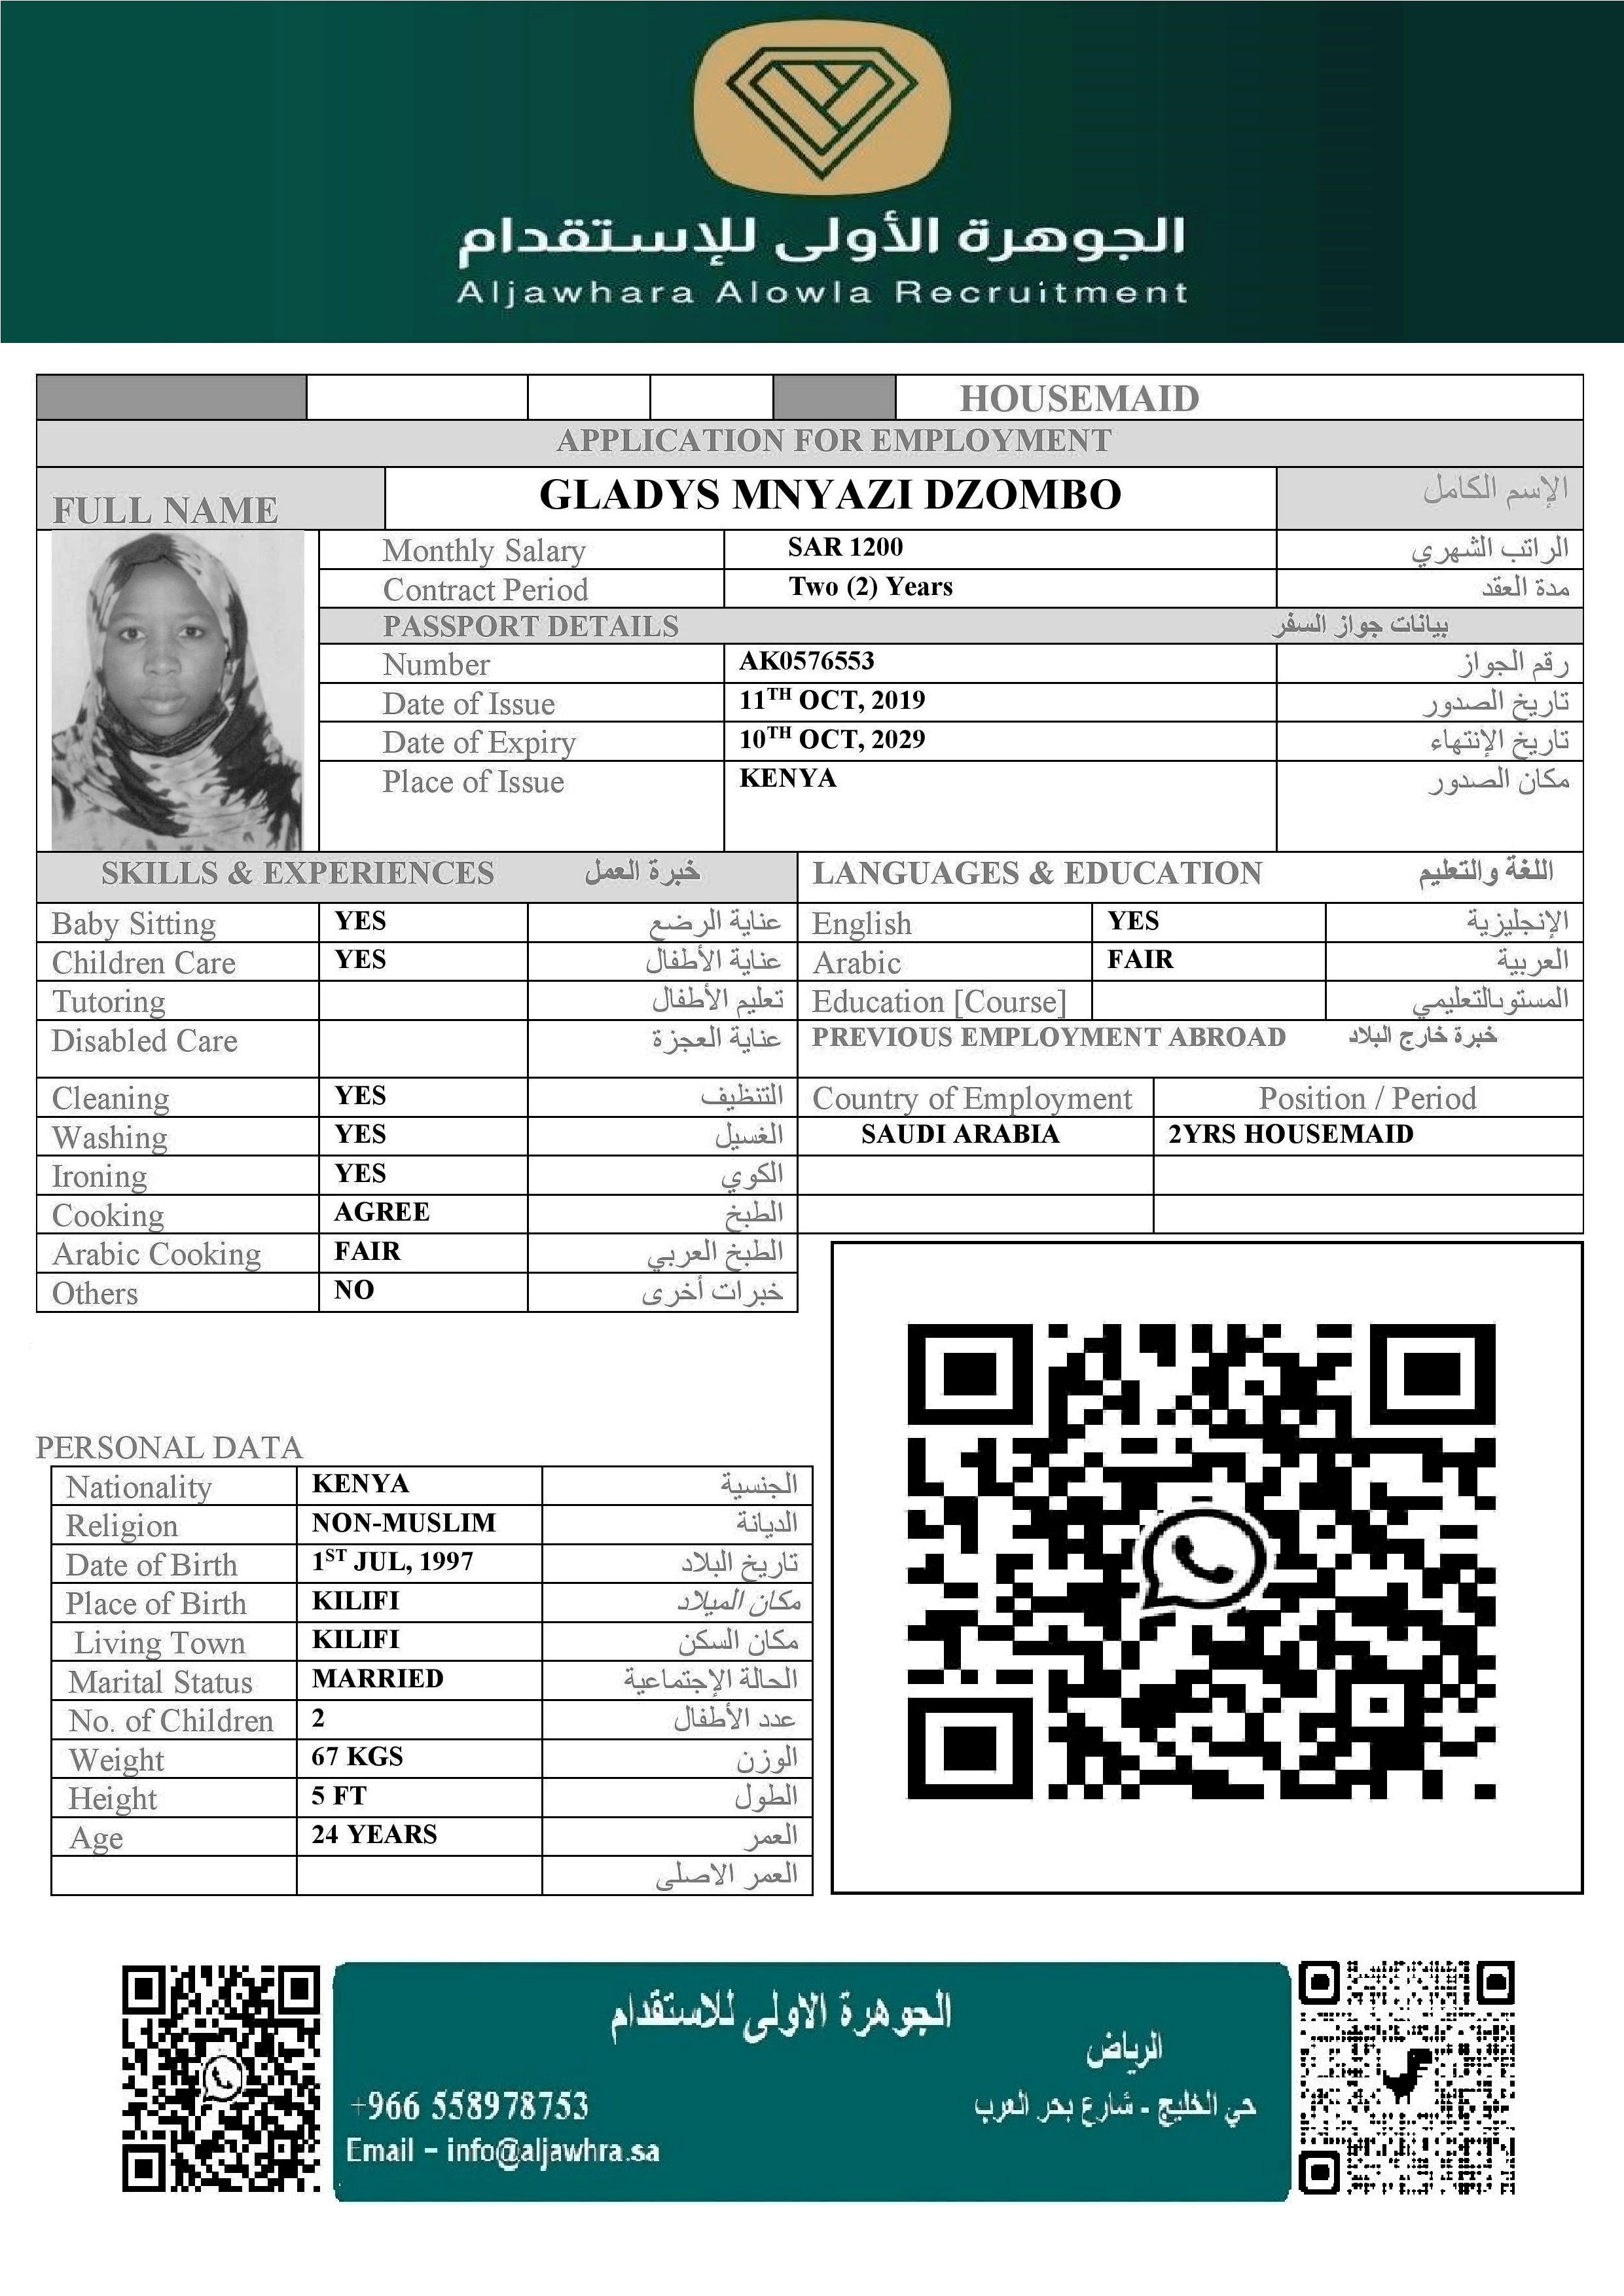 الجوهرة الأولى للإستقدام
Aljawhara Alowla Recruitment
HOUSEMAID
APPLICATION FOR EMPLOYMENT
FULL NAME GLADYS MNYAZI DZOMBO الإسم الكامل
Monthly Salary SAR 1200 الراتب الشهري
Contract Period Two (2) Years مدة العقد
PASSPORT DETAILS بيانات جواز السفر
Number AK0576553 رقم الجواز
Date of Issue 11TH OCT, 2019 تاريخ الصدور
Date of Expiry 10TH OCT, 2029 تاريخ الإنتهاء
Place of Issue KENYA مكان الصدور
SKILLS & EXPERIENCES خبرة العمل
Baby Sitting YES عناية الرضع
Children Care YES عناية الأطفال
Tutoring تعليم الأطفال
Disabled Care عناية العجزة
Cleaning YES التنظيف
Washing YES الغسيل
Ironing YES الكوي
Cooking AGREE الطبخ
Arabic Cooking FAIR الطبخ العربي
Others NO خبرات أخرى
LANGUAGES & EDUCATION اللغة والتعليم
English YES الإنجليزية
Arabic FAIR العربية
Education [Course] المستوىالتعليمي
PREVIOUS EMPLOYMENT ABROAD خبرة خارج البلاد
Country of Employment Position / Period
SAUDI ARABIA 2YRS HOUSEMAID
PERSONAL DATA
Nationality KENYA الجنسية
Religion NON-MUSLIM الديانة
Date of Birth 1ST JUL, 1997 تاريخ البلاد
Place of Birth KILIFI مكان الميلاد
Living Town KILIFI مكان السكن
Marital Status MARRIED الحالة الإجتماعية
No. of Children 2 عدد الأطفال
Weight 67 KGS الوزن
Height 5 FT الطول
Age 24 YEARS العمر
العمر الاصلى
الجوهرة الاولى للاستقدام
الرياض
+966 558978753
حي الخليج - شارع بحر العرب
Email – info@aljawhra.sa